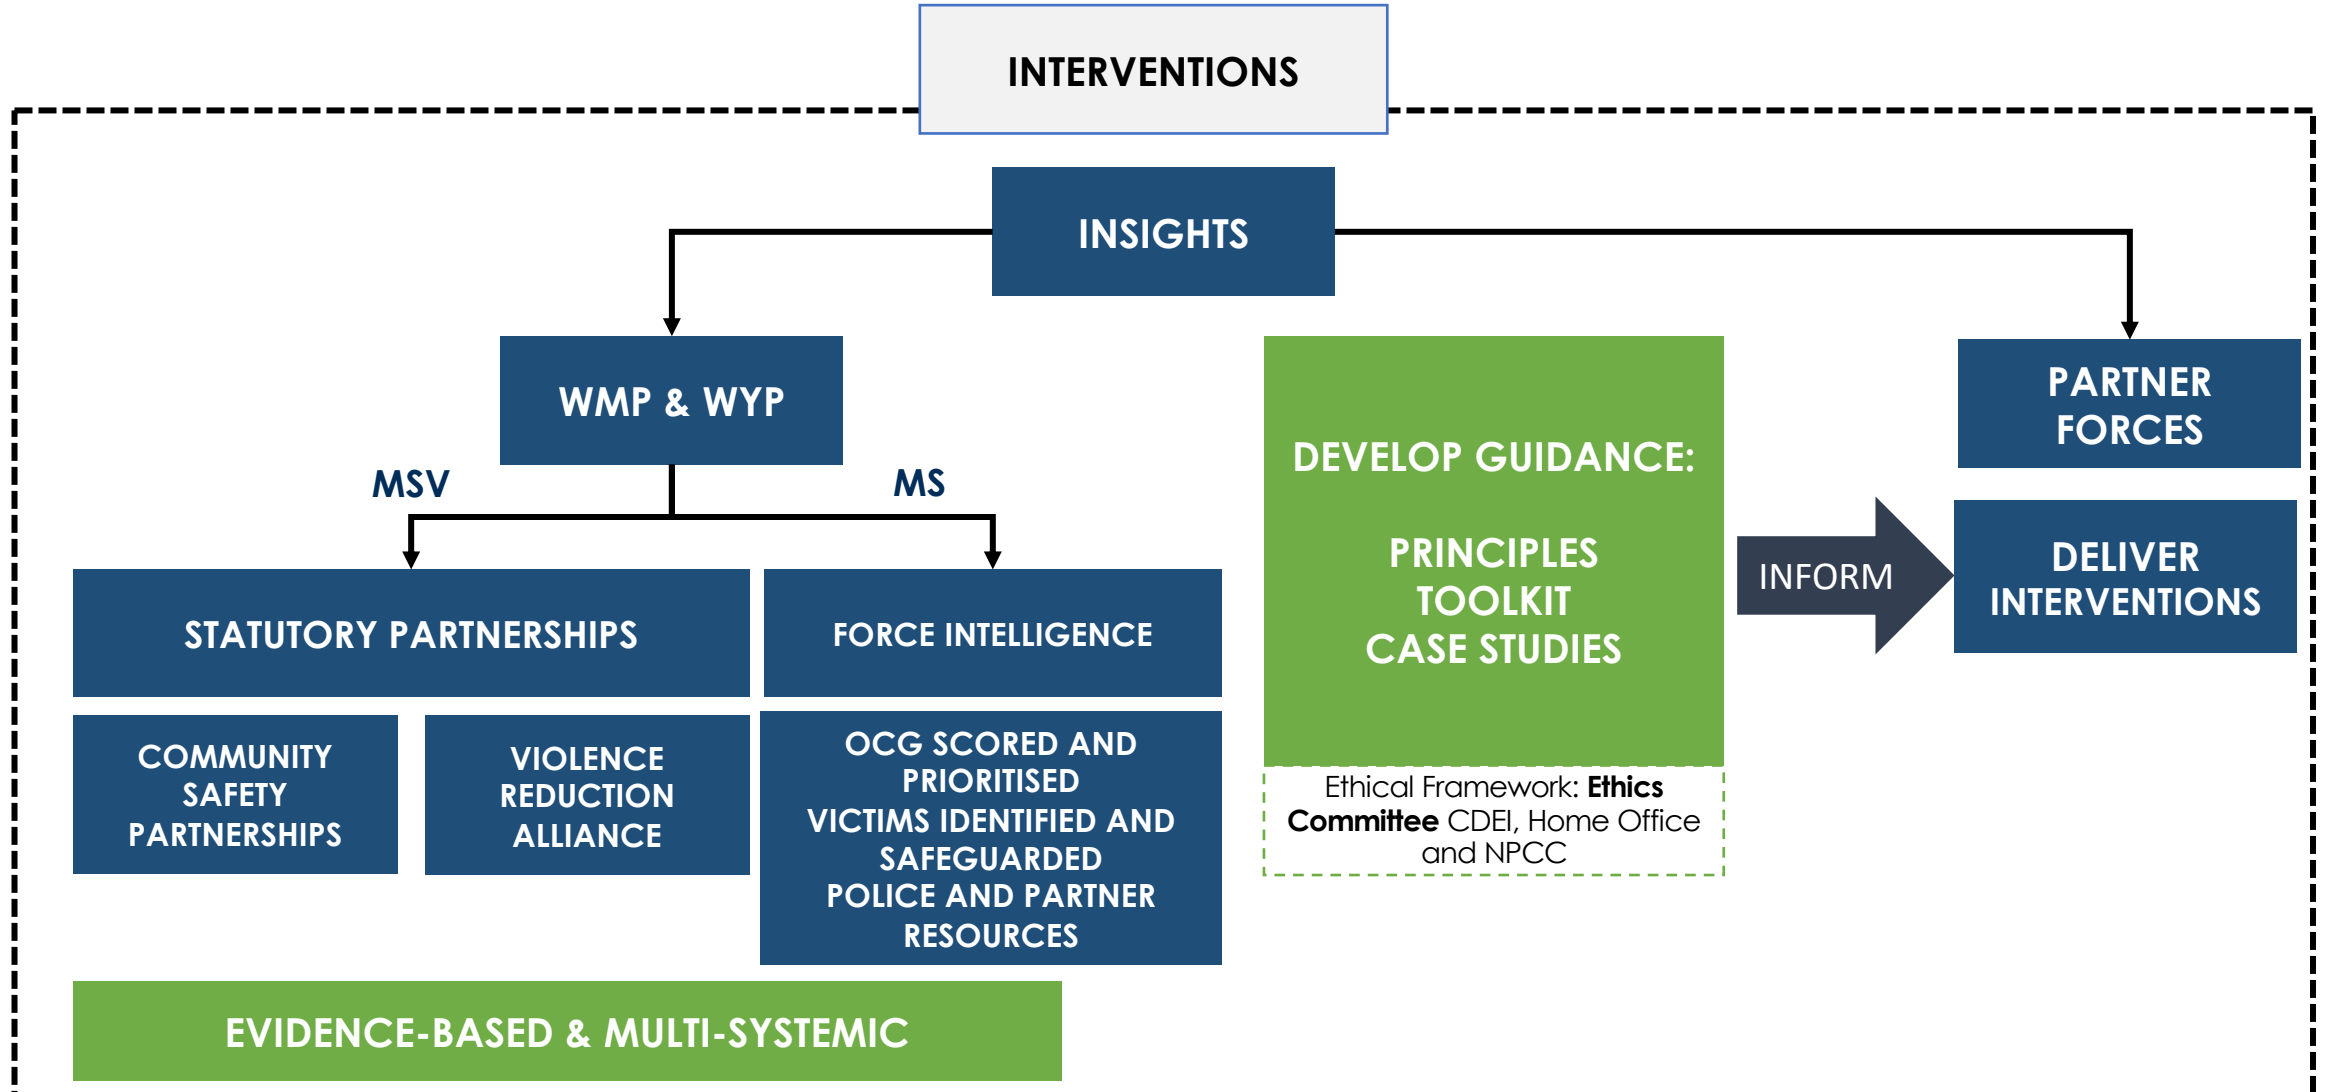 INTERVENTIONS
INSIGHTS
WMP & WYP
PARTNER
FORCES
MSV
MS
STATUTORY PARTNERSHIPS
FORCE INTELLIGENCE
COMMUNITY
SAFETY
PARTNERSHIPS
VIOLENCE
REDUCTION
ALLIANCE
OCG SCORED AND
PRIORITISED
VICTIMS IDENTIFIED AND
SAFEGUARDED
POLICE AND PARTNER
RESOURCES
EVIDENCE-BASED & MULTI-SYSTEMIC
DEVELOP GUIDANCE:
PRINCIPLES
TOOLKIT
CASE STUDIES
Ethical Framework: Ethics
Committee CDEI, Home Office
and NPCC
INFORM
DELIVER
INTERVENTIONS